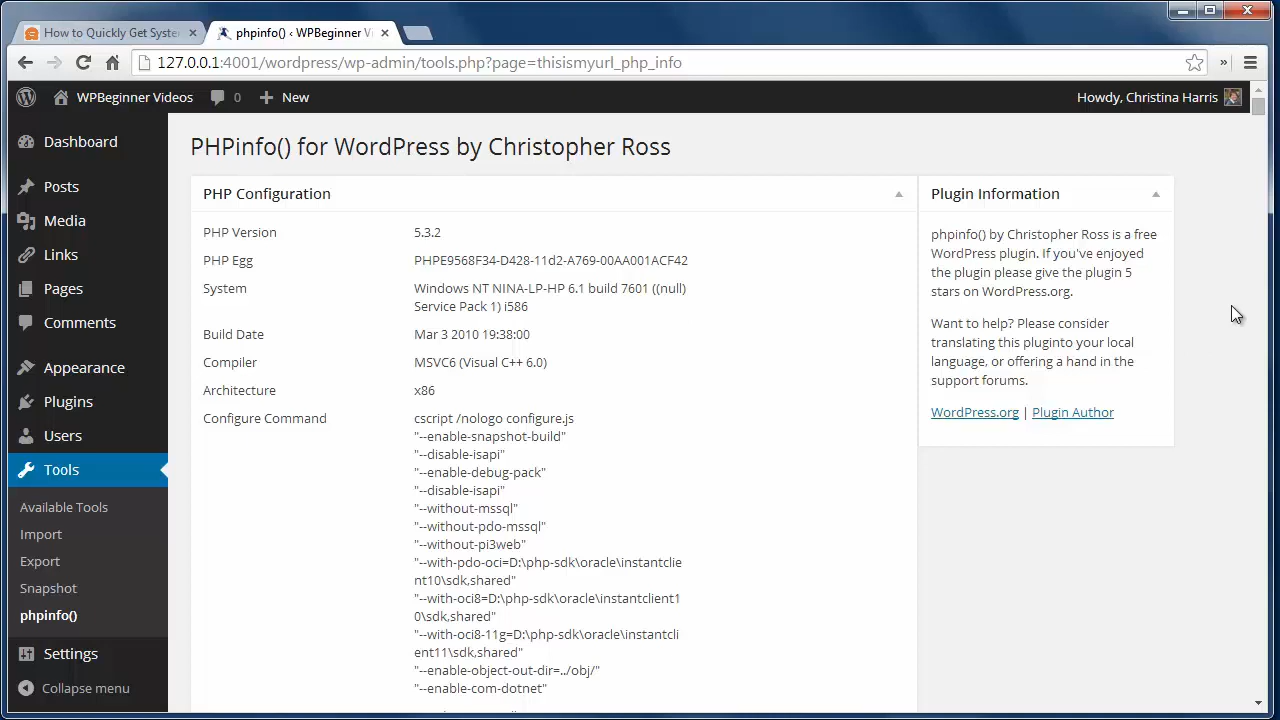 How to Quickly Get Syste
phpinfo() ‹ WPBeginner Vi
127.0.0.1:4001/wordpress/wp-admin/tools.php?page=thisismyurl_php_info
WPBeginner Videos 0 New
Howdy, Christina Harris
Dashboard
Posts
Media
Links
Pages
Comments
Appearance
Plugins
Users
Tools
Available Tools
Import
Export
Snapshot
phpinfo()
Settings
Collapse menu
PHPinfo() for WordPress by Christopher Ross
PHP Configuration
PHP Version 5.3.2
PHP Egg PHPE9568F34-D428-11d2-A769-00AA001ACF42
System Windows NT NINA-LP-HP 6.1 build 7601 ((null)
Service Pack 1) i586
Build Date Mar 3 2010 19:38:00
Compiler MSVC6 (Visual C++ 6.0)
Architecture x86
Configure Command cscript /nologo configure.js
"--enable-snapshot-build"
"--disable-isapi"
"--enable-debug-pack"
"--disable-isapi"
"--without-mssql"
"--without-pdo-mssql"
"--without-pi3web"
"--with-pdo-oci=D:\php-sdk\oracle\instantclie
nt10\sdk,shared"
"--with-oci8=D:\php-sdk\oracle\instantclient1
0\sdk,shared"
"--with-oci8-11g=D:\php-sdk\oracle\instantcli
ent11\sdk,shared"
"--enable-object-out-dir=../obj/"
"--enable-com-dotnet"
Plugin Information
phpinfo() by Christopher Ross is a free
WordPress plugin. If you've enjoyed
the plugin please give the plugin 5
stars on WordPress.org.
Want to help? Please consider
translating this pluginto your local
language, or offering a hand in the
support forums.
WordPress.org | Plugin Author